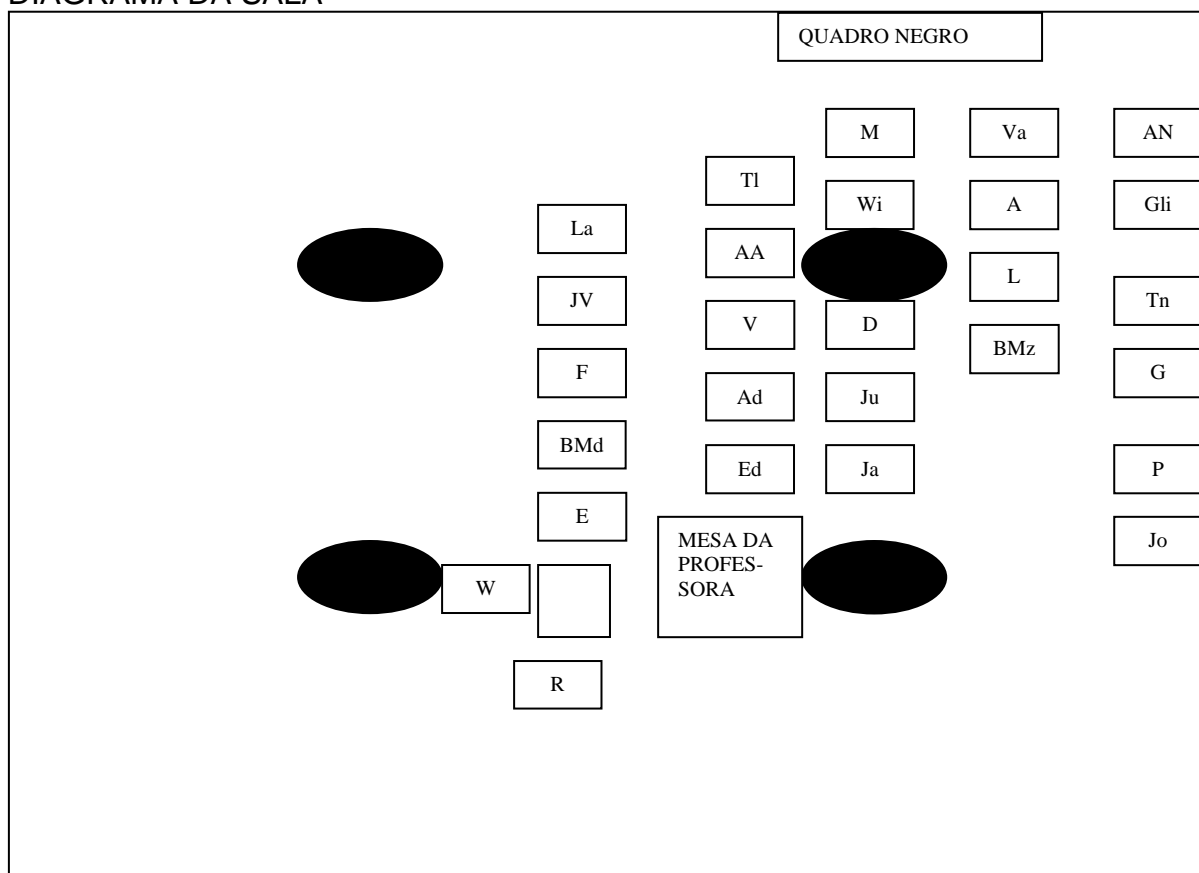 DIAGRAMA DA SALA
QUADRO NEGRO
M
Va
AN
Tl
Wi
A
Gli
La
AA
L
JV
Tn
V
D
BMz
F
G
Ad
Ju
BMd
Ed
Ja
P
E
MESA DA
PROFES-
SORA
Jo
W
R